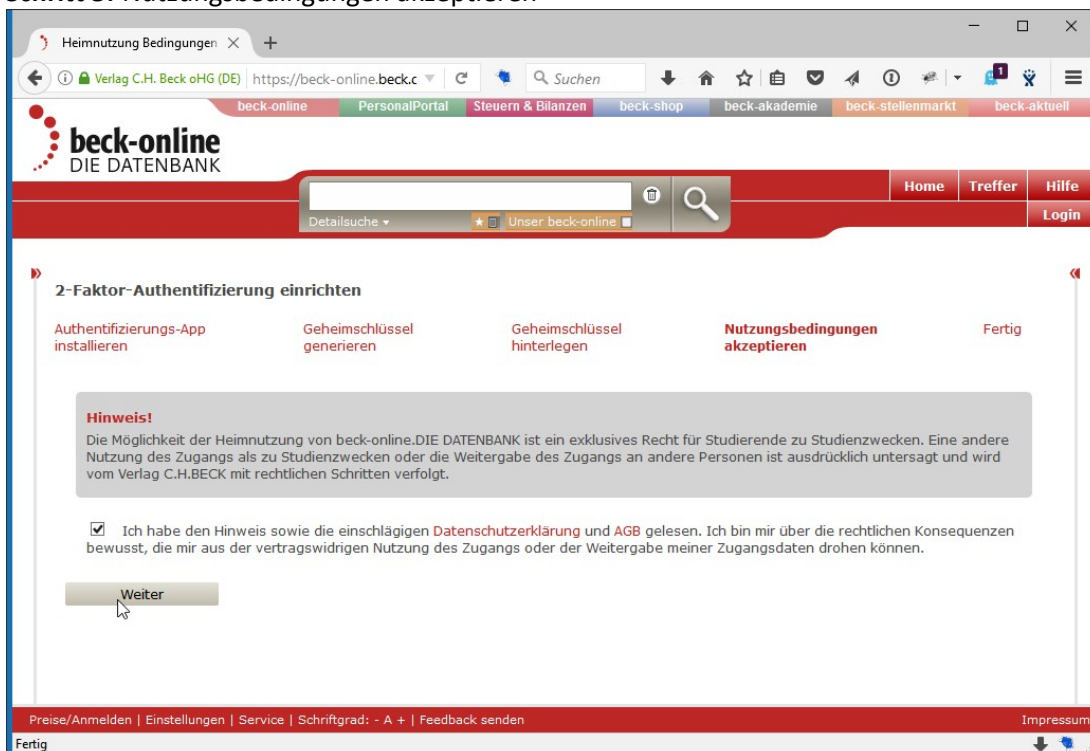 Nutzungsbedingungen akzeptieren
Heimnutzung Bedingungen
Verlag C.H. Beck oHG (DE) https://beck-online.beck.c Suchen 1
beck-online PersonalPortal Steuern & Bilanzen beck-shop beck-akademie beck-stellenmarkt beck-aktuell
beck-online
DIE DATENBANK
Home Treffer Hilfe
Detailsuche Unser beck-online
Login
2-Faktor-Authentifizierung einrichten
Authentifizierungs-App Geheimschlüssel Geheimschlüssel Nutzungsbedingungen Fertig
installieren generieren hinterlegen akzeptieren
Hinweis!
Die Möglichkeit der Heimnutzung von beck-online.DIE DATENBANK ist ein exklusives Recht für Studierende zu Studienzwecken. Eine andere
Nutzung des Zugangs als zu Studienzwecken oder die Weitergabe des Zugangs an andere Personen ist ausdrücklich untersagt und wird
vom Verlag C.H.BECK mit rechtlichen Schritten verfolgt.
Ich habe den Hinweis sowie die einschlägigen Datenschutzerklärung und AGB gelesen. Ich bin mir über die rechtlichen Konsequenzen
bewusst, die mir aus der vertragswidrigen Nutzung des Zugangs oder der Weitergabe meiner Zugangsdaten drohen können.
Weiter
Preise/Anmelden | Einstellungen | Service | Schriftgrad: - A + | Feedback senden Impressum
Fertig